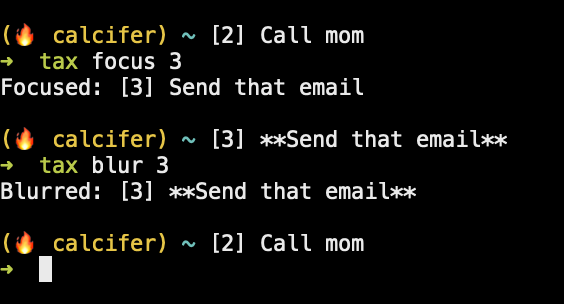 (🔥 calcifer) ~ [2] Call mom
➜ tax focus 3
Focused: [3] Send that email
(🔥 calcifer) ~ [3] **Send that email**
➜ tax blur 3
Blurred: [3] **Send that email**
(🔥 calcifer) ~ [2] Call mom
➜